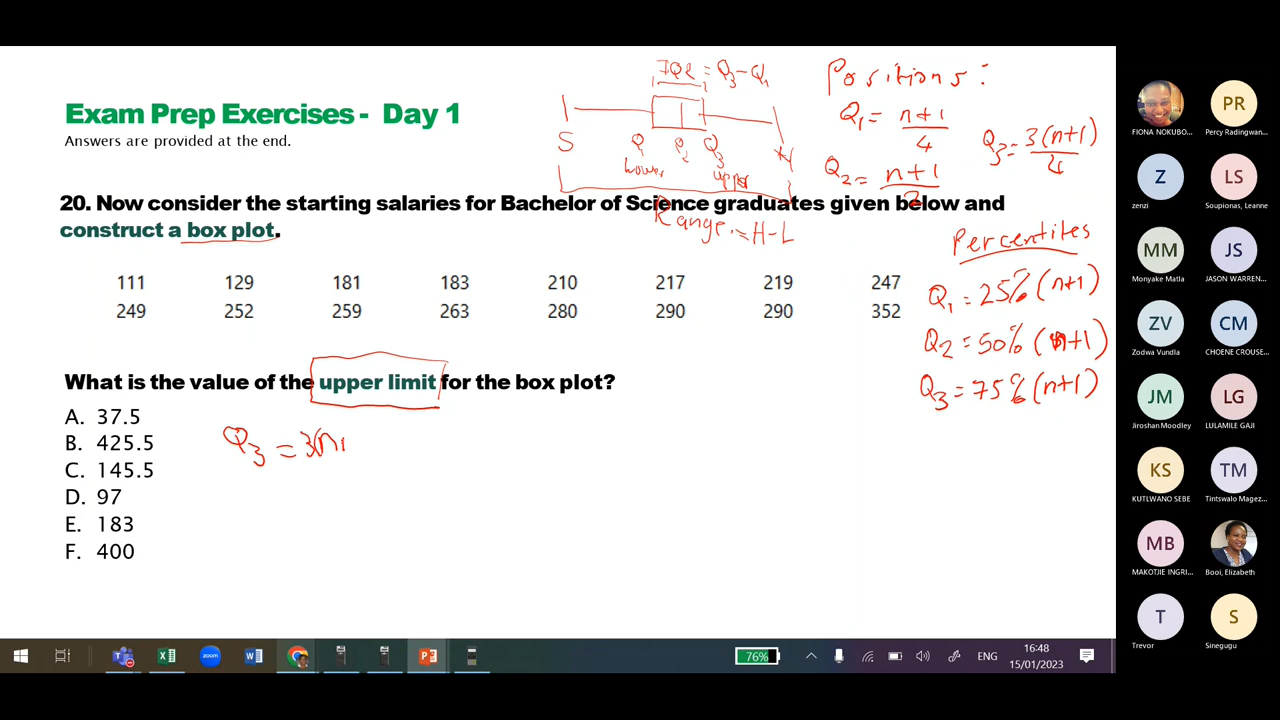 Exam Prep Exercises - Day 1
Answers are provided at the end.
IQR = Q3 - Q1
S
Q1
Q2
Q3
H
lower
upper
Range = H-L
Positions:
Q1 = n+1
4
Q2 = n+1
2
Q3 = 3(n+1)
4
20. Now consider the starting salaries for Bachelor of Science graduates given below and
construct a box plot.
111 129 181 183 210 217 219 247
249 252 259 263 280 290 290 352
Percentiles
Q1 = 25% (n+1)
Q2 = 50% (n+1)
Q3 = 75% (n+1)
What is the value of the upper limit for the box plot?
A. 37.5
B. 425.5
C. 145.5
D. 97
E. 183
F. 400
Q3 = 3(n
FIONA NOKUBO...
PR
Percy Radingwan...
Z
zenzi
LS
Soupionas, Leanne
MM
Monyake Matla
JS
JASON WARREN...
ZV
Zodwa Vundla
CM
CHOENE CROUSE...
JM
Jiroshan Moodley
LG
LULAMILE GAJI
KS
KUTLWANO SEBE
TM
Tintswalo Magez...
MB
MAKOTJIE INGRI...
Booi, Elizabeth
T
Trevor
S
Sinegugu
zoom
76%
ENG
16:48
15/01/2023